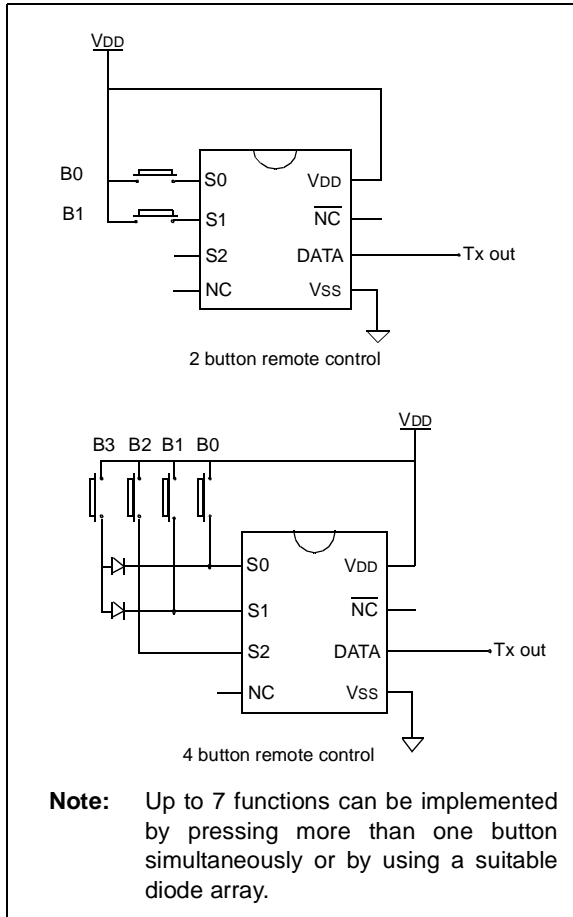 VDD
B0
S0
VDD
B1
S1
NC
S2
DATA
Tx out
NC
VSS
2 button remote control
VDD
B3 B2 B1 B0
S0
VDD
S1
NC
S2
DATA
Tx out
NC
VSS
4 button remote control
Note: Up to 7 functions can be implemented
by pressing more than one button
simultaneously or by using a suitable
diode array.